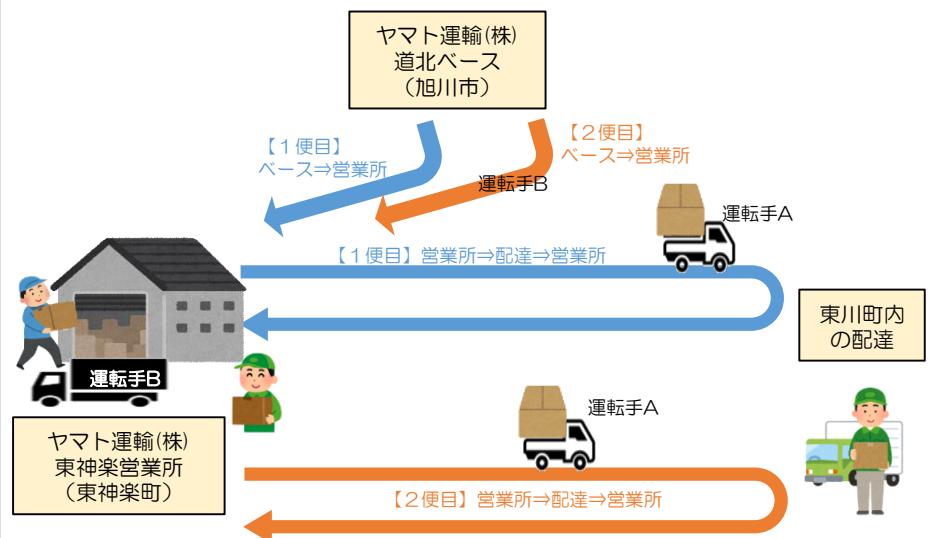 ヤマト運輸(株)
道北ベース
（旭川市）
【１便目】
ベース⇒営業所
【２便目】
ベース⇒営業所
運転手B
運転手A
【１便目】営業所⇒配達⇒営業所
東川町内
の配達
運転手B
運転手A
ヤマト運輸(株)
東神楽営業所
（東神楽町）
【２便目】営業所⇒配達⇒営業所